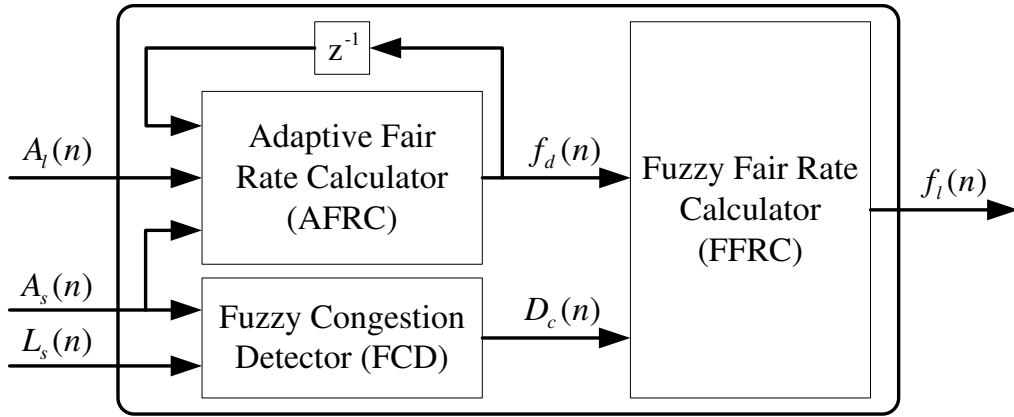 z⁻¹
Adaptive Fair
Rate Calculator
(AFRC)
A_l(n)
f_d(n)
Fuzzy Fair Rate
Calculator
(FFRC)
f_l(n)
A_s(n)
L_s(n)
Fuzzy Congestion
Detector (FCD)
D_c(n)